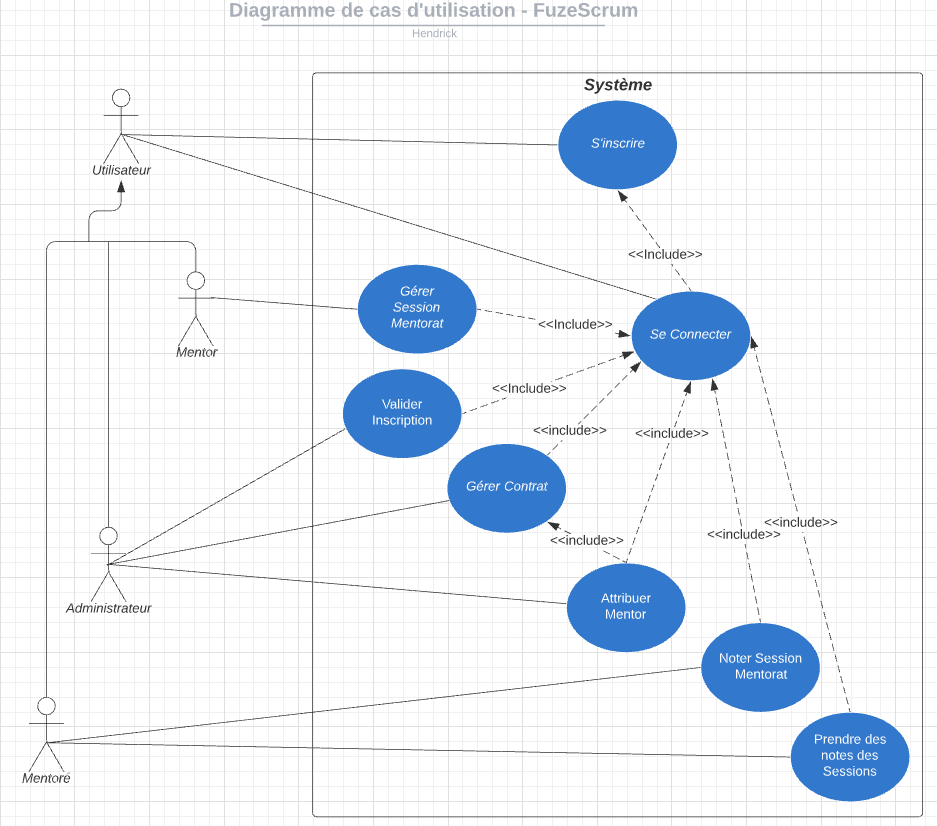 Diagramme de cas d'utilisation - FuzeScrum
Hendrick
Système
S'inscrire
Utilisateur
<<Include>>
Gérer
Session
Mentorat
<<Include>>
Se Connecter
Mentor
<<Include>>
Valider
Inscription
<<include>>
<<include>>
Gérer Contrat
<<include>>
<<include>>
<<include>>
Administrateur
Attribuer
Mentor
Noter Session
Mentorat
Prendre des
notes des
Sessions
Mentoré